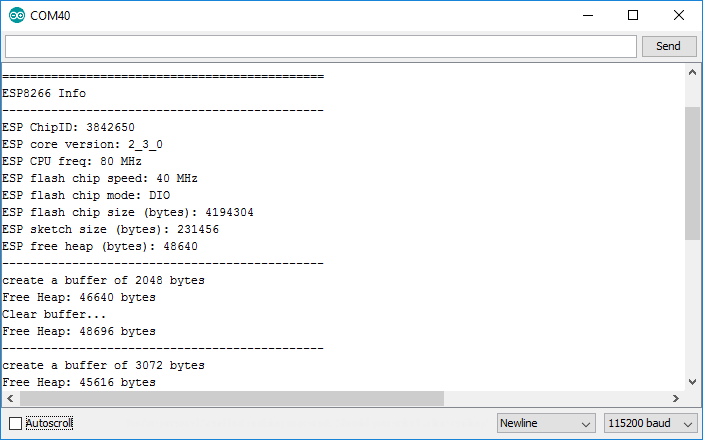 COM40
Send
==============================================
ESP8266 Info
----------------------------------------------
ESP ChipID: 3842650
ESP core version: 2_3_0
ESP CPU freq: 80 MHz
ESP flash chip speed: 40 MHz
ESP flash chip mode: DIO
ESP flash chip size (bytes): 4194304
ESP sketch size (bytes): 231456
ESP free heap (bytes): 48640
----------------------------------------------
create a buffer of 2048 bytes
Free Heap: 46640 bytes
Clear buffer...
Free Heap: 48696 bytes
----------------------------------------------
create a buffer of 3072 bytes
Free Heap: 45616 bytes
Autoscroll
Newline
115200 baud